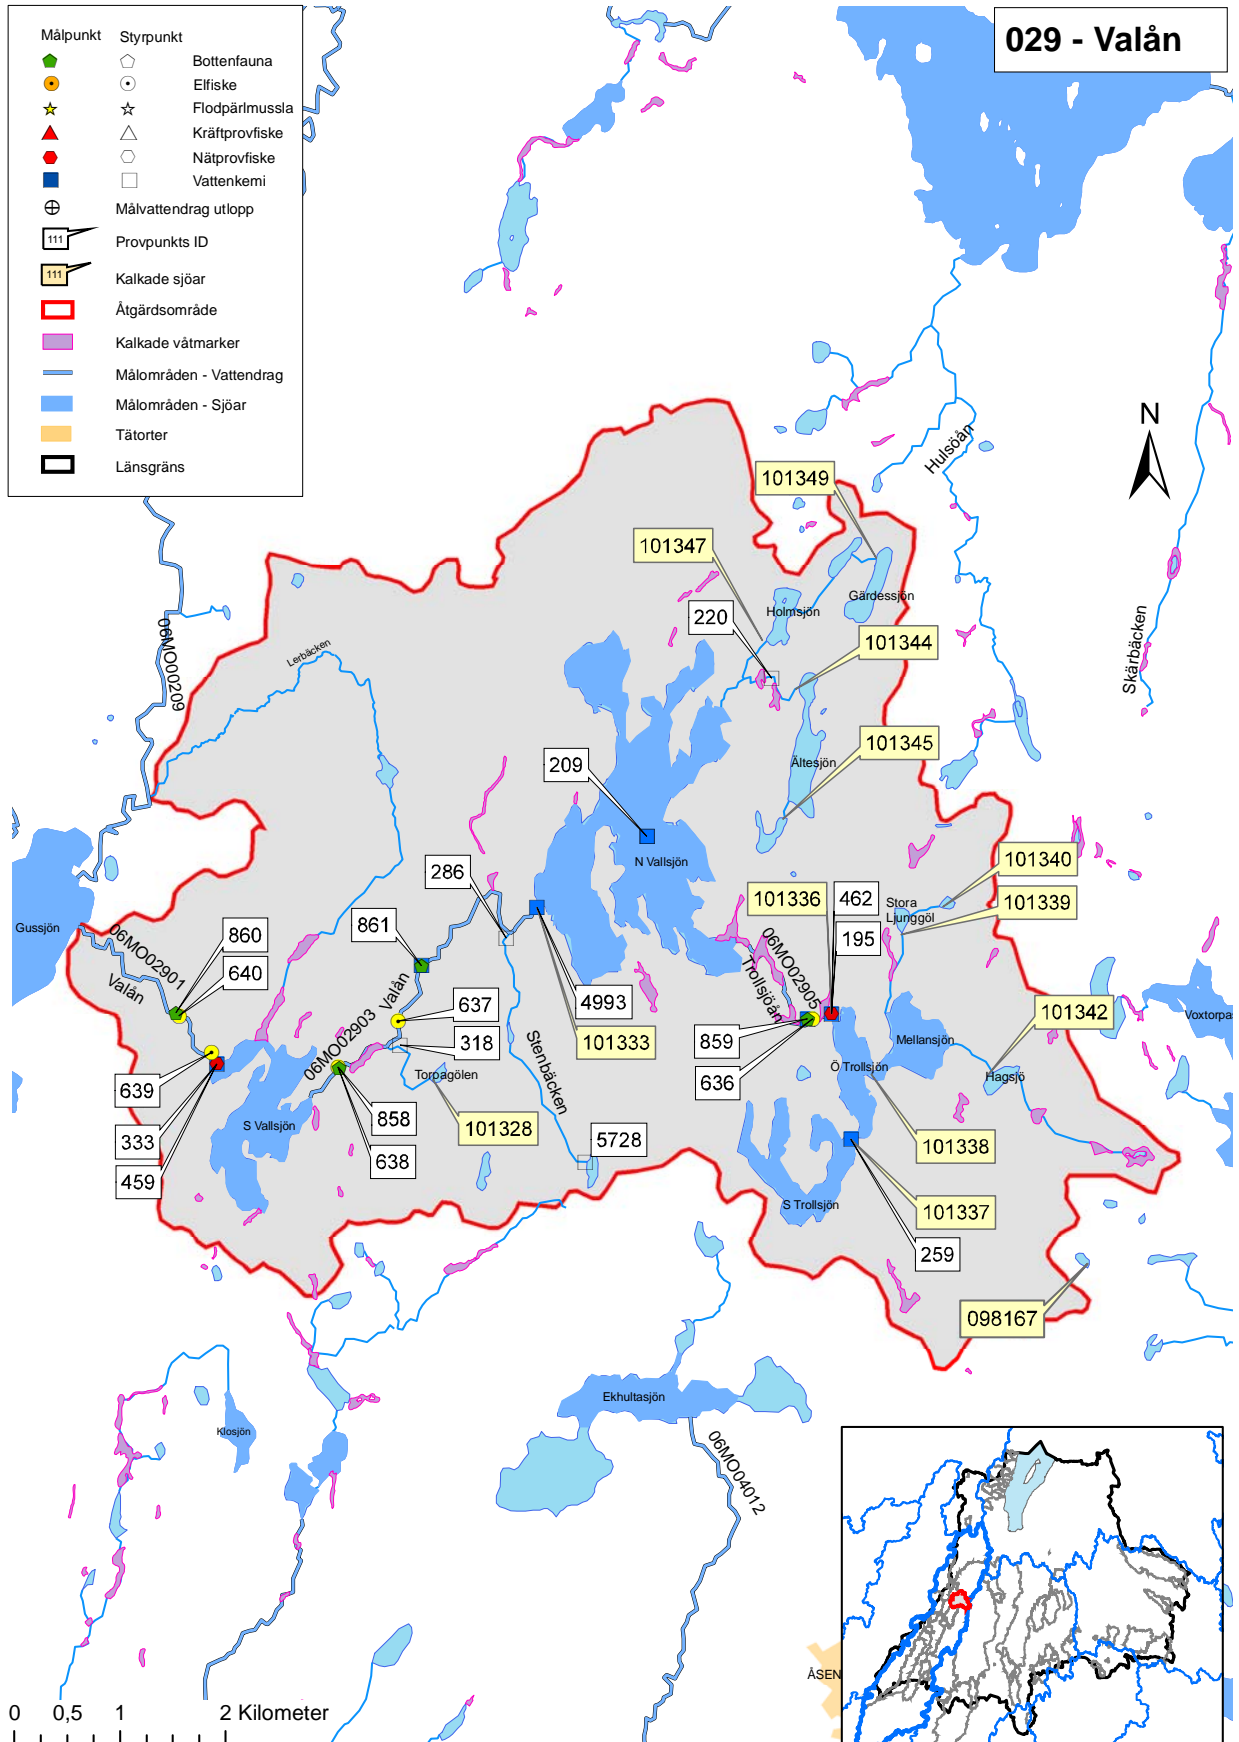 029 - Valån
Målpunkt Styrpunkt
Bottenfauna
Elfiske
Flodpärlmussla
Kräftprovfiske
Nätprovfiske
Vattenkemi
Målvattendrag utlopp
111 Provpunkts ID
111 Kalkade sjöar
Åtgärdsområde
Kalkade våtmarker
Målområden - Vattendrag
Målområden - Sjöar
Tätorter
Länsgräns
N
Hulsöån
Skärbäcken
101349
101347
Gärdessjön
Holmsjön
220
101344
06MO00209
Lerbäcken
101345
Ältesjön
209
N Vallsjön
101340
286
101336
462
Stora
Ljunggöl
101339
861
195
Gussjön
06MO02901
Valån
860
640
06MO02905
Trollsjöån
Valån
637
4993
101342
Voxtorpas
318
101333
859
Mellansjön
06MO02903
Stenbäcken
636
Ö Trollsjön
Hagsjö
639
Torpagölen
858
101328
333
S Vallsjön
5728
638
101338
459
S Trollsjön
101337
259
098167
Ekhultasjön
Klosjön
06MO04012
ÅSEN
0 0,5 1 2 Kilometer